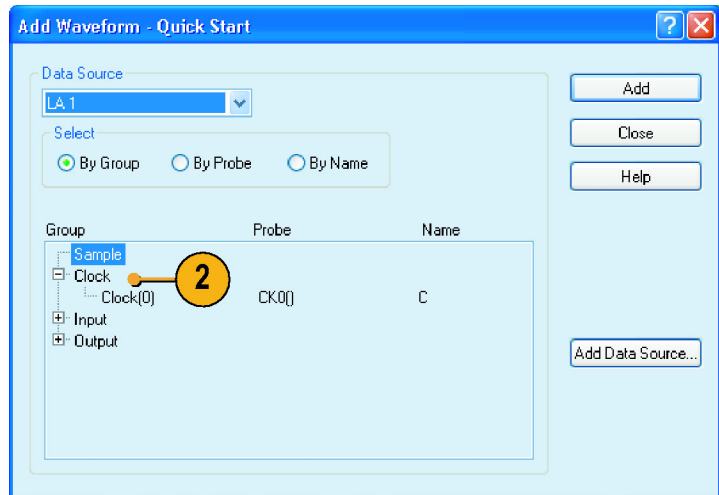 Add Waveform - Quick Start
Data Source
LA 1
Add
Select
Close
By Group By Probe By Name
Help
Group Probe Name
Sample
Clock
2
Clock(0) CK0() C
Input
Output
Add Data Source...